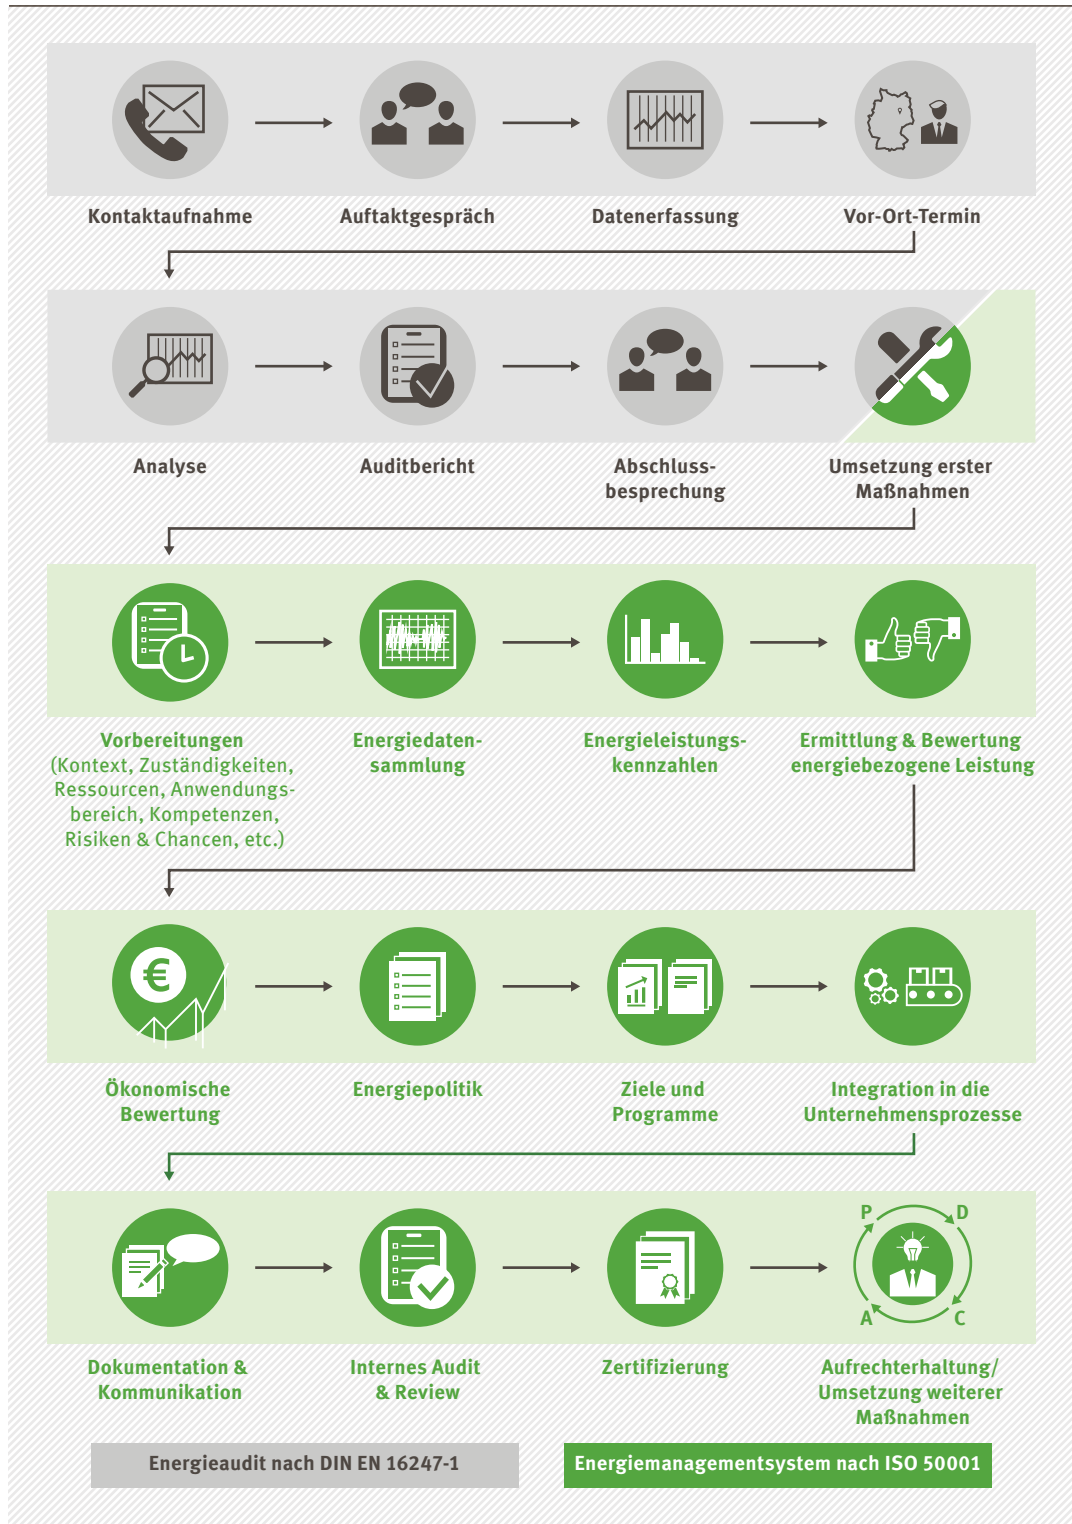 Kontaktaufnahme
Auftaktgespräch
Datenerfassung
Vor-Ort-Termin
Analyse
Auditbericht
Abschluss-
besprechung
Umsetzung erster
Maßnahmen
Vorbereitungen
(Kontext, Zuständigkeiten,
Ressourcen, Anwendungs-
bereich, Kompetenzen,
Risiken & Chancen, etc.)
Energiedaten-
sammlung
Energieleistungs-
kennzahlen
Ermittlung & Bewertung
energiebezogene Leistung
€
Ökonomische
Bewertung
Energiepolitik
Ziele und
Programme
Integration in die
Unternehmensprozesse
P
D
A
C
Dokumentation &
Kommunikation
Internes Audit
& Review
Zertifizierung
Aufrechterhaltung/
Umsetzung weiterer
Maßnahmen
Energieaudit nach DIN EN 16247-1
Energiemanagementsystem nach ISO 50001